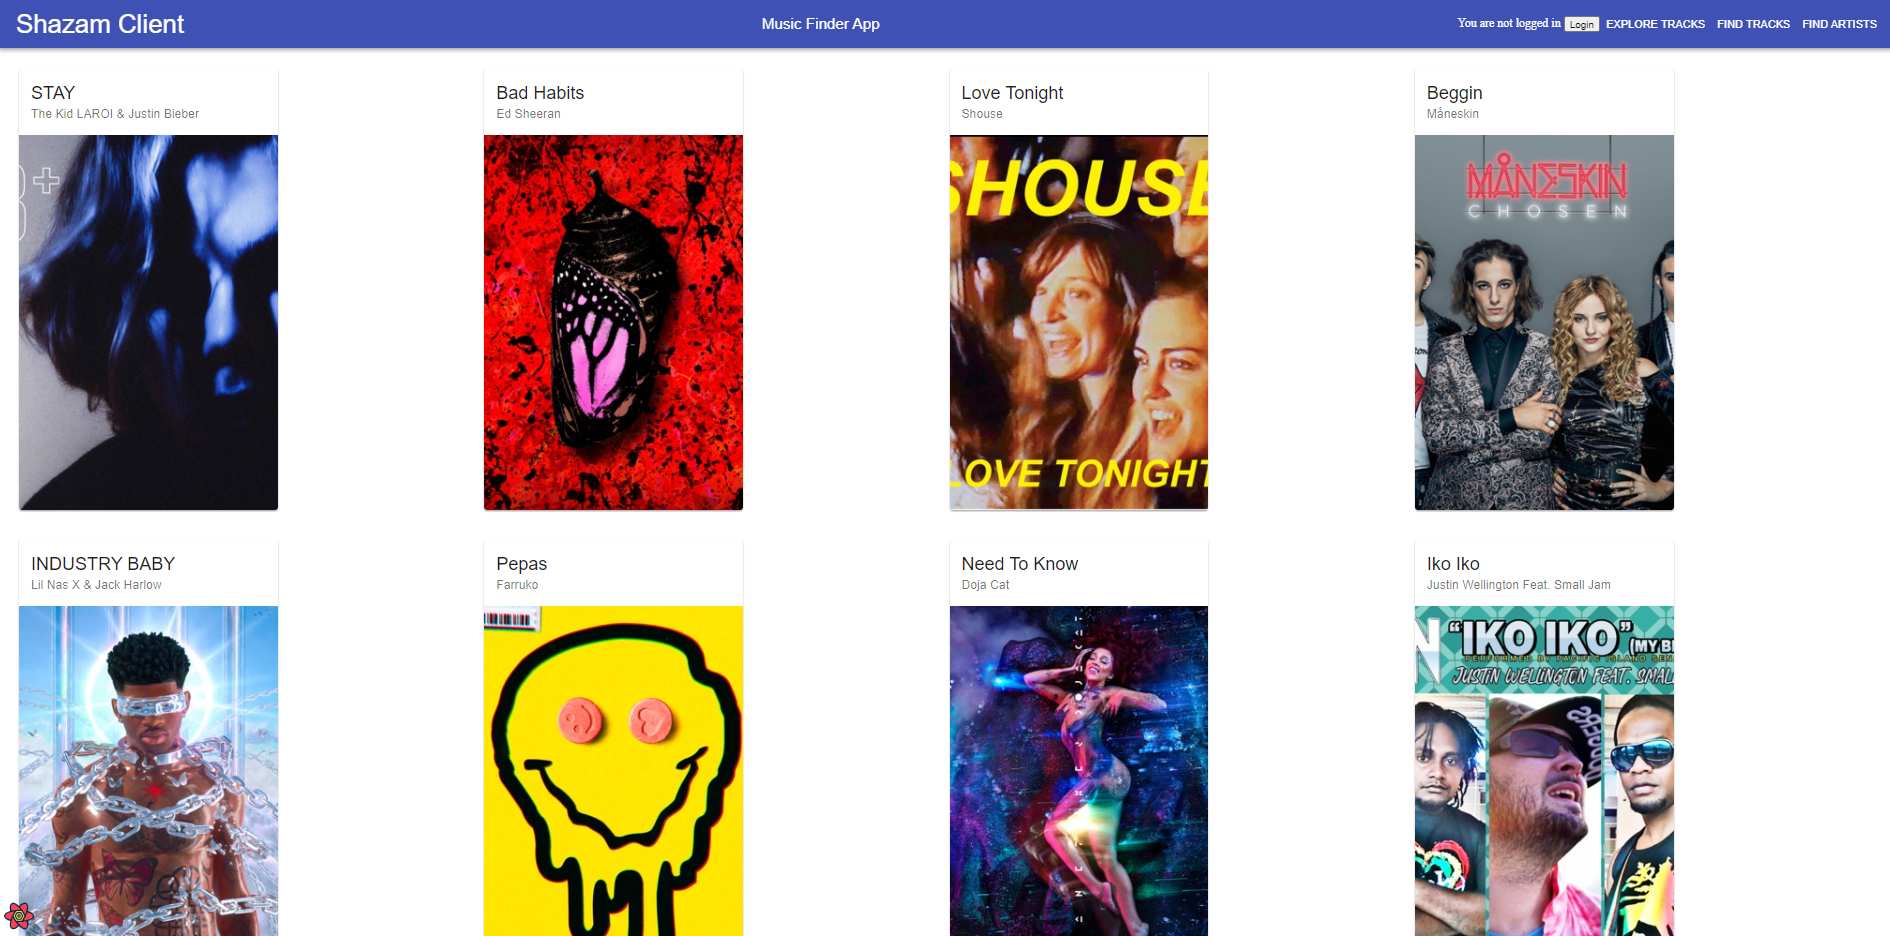 Shazam Client
Music Finder App
You are not logged in Login EXPLORE TRACKS FIND TRACKS FIND ARTISTS
STAY
The Kid LAROI & Justin Bieber
Bad Habits
Ed Sheeran
Love Tonight
Shouse
SHOUSE
LOVE TONIGHT
Beggin
Måneskin
MÅNESKIN
CHOSEN
INDUSTRY BABY
Lil Nas X & Jack Harlow
Pepas
Farruko
Need To Know
Doja Cat
Iko Iko
Justin Wellington Feat. Small Jam
"IKO IKO" (MY BE
PERFORMED BY PACIFIC ISLAND SEN
JUSTIN WELLINGTON FEAT. SMAL